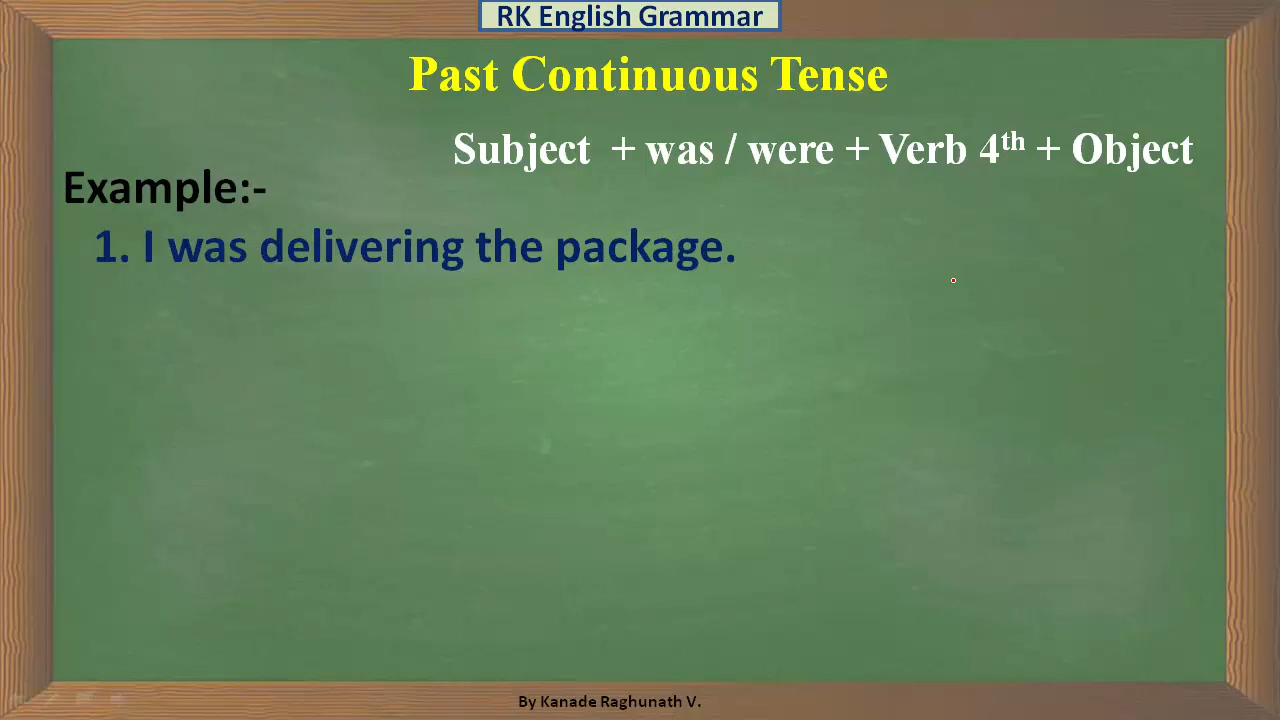 RK English Grammar
Past Continuous Tense
Subject + was / were + Verb 4th + Object
Example:-
1. I was delivering the package.
By Kanade Raghunath V.